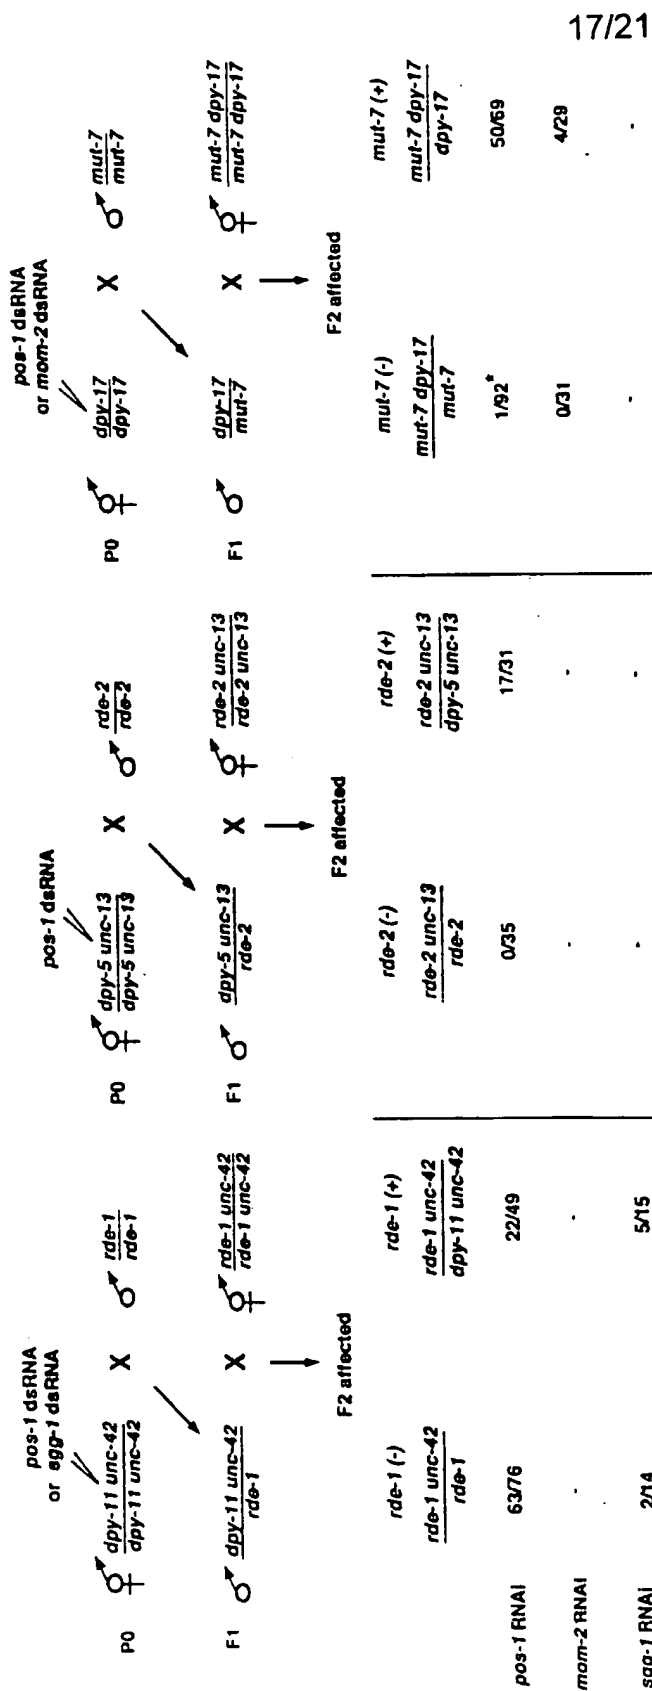 17/21
pos-1 dsRNA
or egg-1 dsRNA
P0 dpy-11 unc-42 X rde-1
dpy-11 unc-42 rde-1
F1 dpy-11 unc-42 X rde-1 unc-42
rde-1 rde-1 unc-42
F2 affected
pos-1 dsRNA
P0 dpy-5 unc-13 X rde-2
dpy-5 unc-13 rde-2
F1 dpy-5 unc-13 X rde-2 unc-13
rde-2 rde-2 unc-13
F2 affected
pos-1 dsRNA
or mom-2 dsRNA
P0 dpy-17 X mut-7
dpy-17 mut-7
F1 dpy-17 X mut-7 dpy-17
mut-7 mut-7 dpy-17
F2 affected
rde-1 (-) rde-1 (+) rde-2 (-) rde-2 (+) mut-7 (-) mut-7 (+)
rde-1 unc-42 rde-1 unc-42 rde-2 unc-13 rde-2 unc-13 mut-7 dpy-17 mut-7 dpy-17
rde-1 dpy-11 unc-42 rde-2 dpy-5 unc-13 mut-7 dpy-17
pos-1 RNAi 63/76 22/49 0/35 17/31 1/92* 50/69
mom-2 RNAi - - - - 0/31 4/29
sgg-1 RNAi 2/14 5/15 - - - -